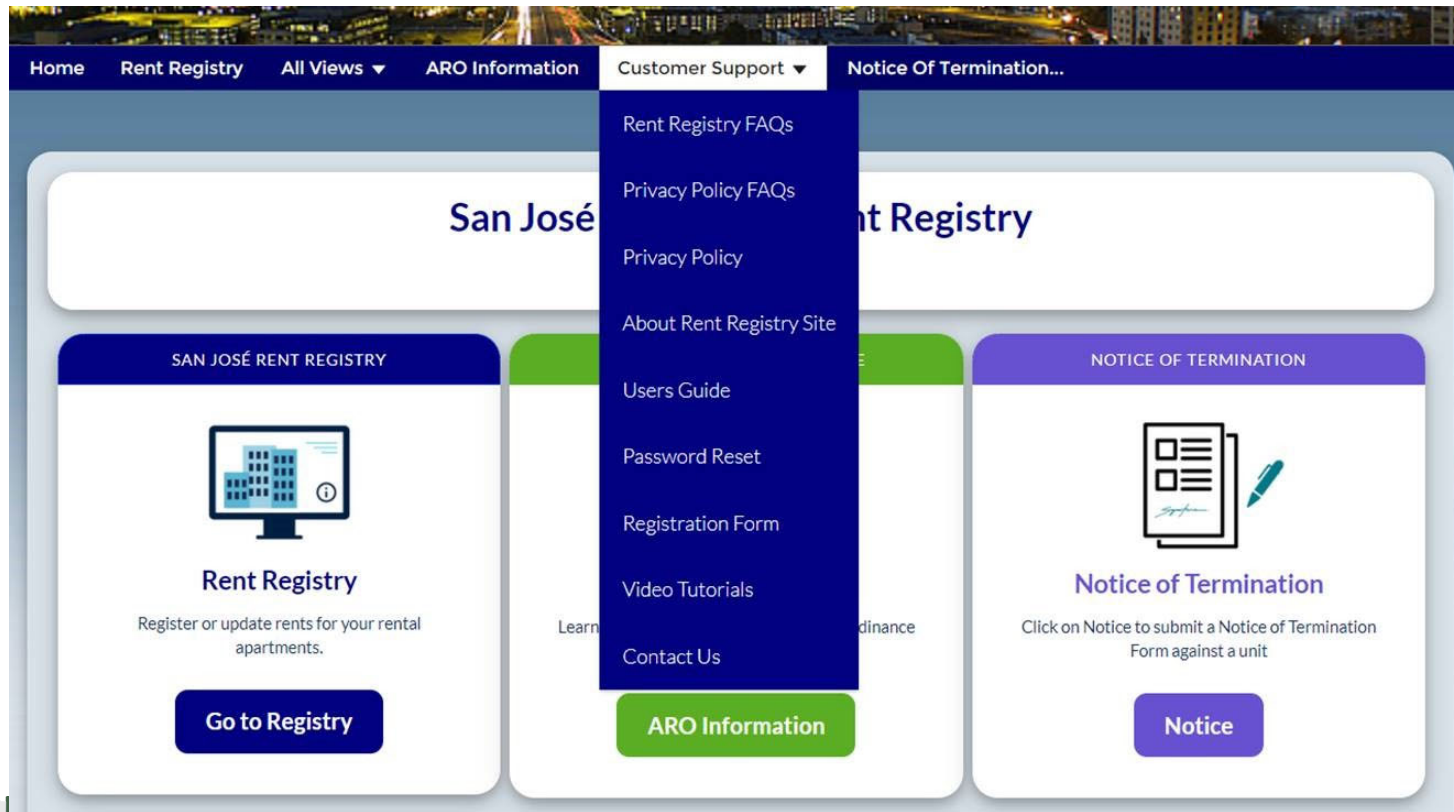 Home Rent Registry All Views ▼ ARO Information Customer Support ▼ Notice Of Termination...
Rent Registry FAQs
Privacy Policy FAQs
Privacy Policy
About Rent Registry Site
Users Guide
Password Reset
Registration Form
Video Tutorials
Contact Us
San José Registry
SAN JOSÉ RENT REGISTRY
Rent Registry
Register or update rents for your rental
apartments.
Go to Registry
Learn
ARO Information
NOTICE OF TERMINATION
Notice of Termination
Click on Notice to submit a Notice of Termination
Form against a unit
Notice